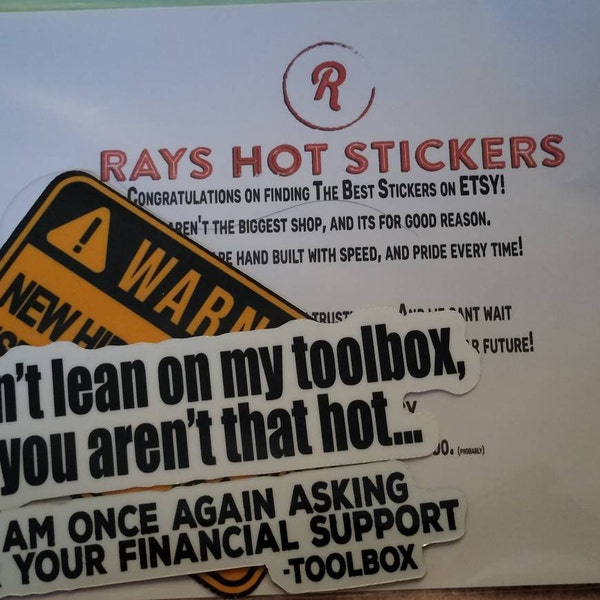 R
RAYS HOT STICKERS
CONGRATULATIONS ON FINDING THE BEST STICKERS ON ETSY!
AREN'T THE BIGGEST SHOP, AND ITS FOR GOOD REASON.
HAND BUILT WITH SPEED, AND PRIDE EVERY TIME!
TRUST AND WE CANT WAIT
FUTURE!
(PROBABLY)
WARN
NEW
n't lean on my toolbox,
you aren't that hot...
AM ONCE AGAIN ASKING
YOUR FINANCIAL SUPPORT
-TOOLBOX